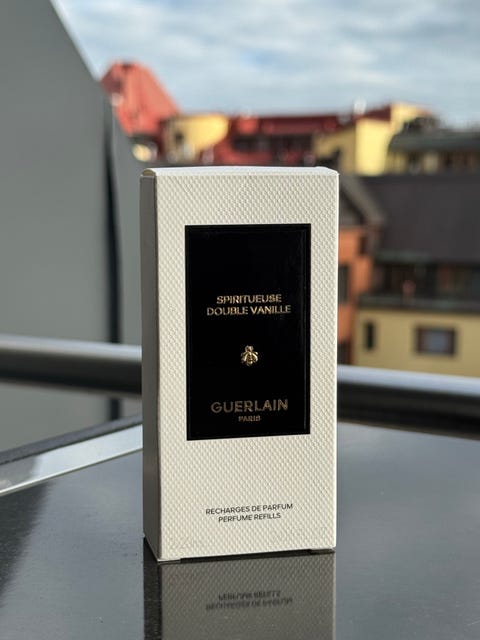 SPIRITUEUSE
DOUBLE VANILLE
GUERLAIN
PARIS
RECHARGES DE PARFUM
PERFUME REFILLS